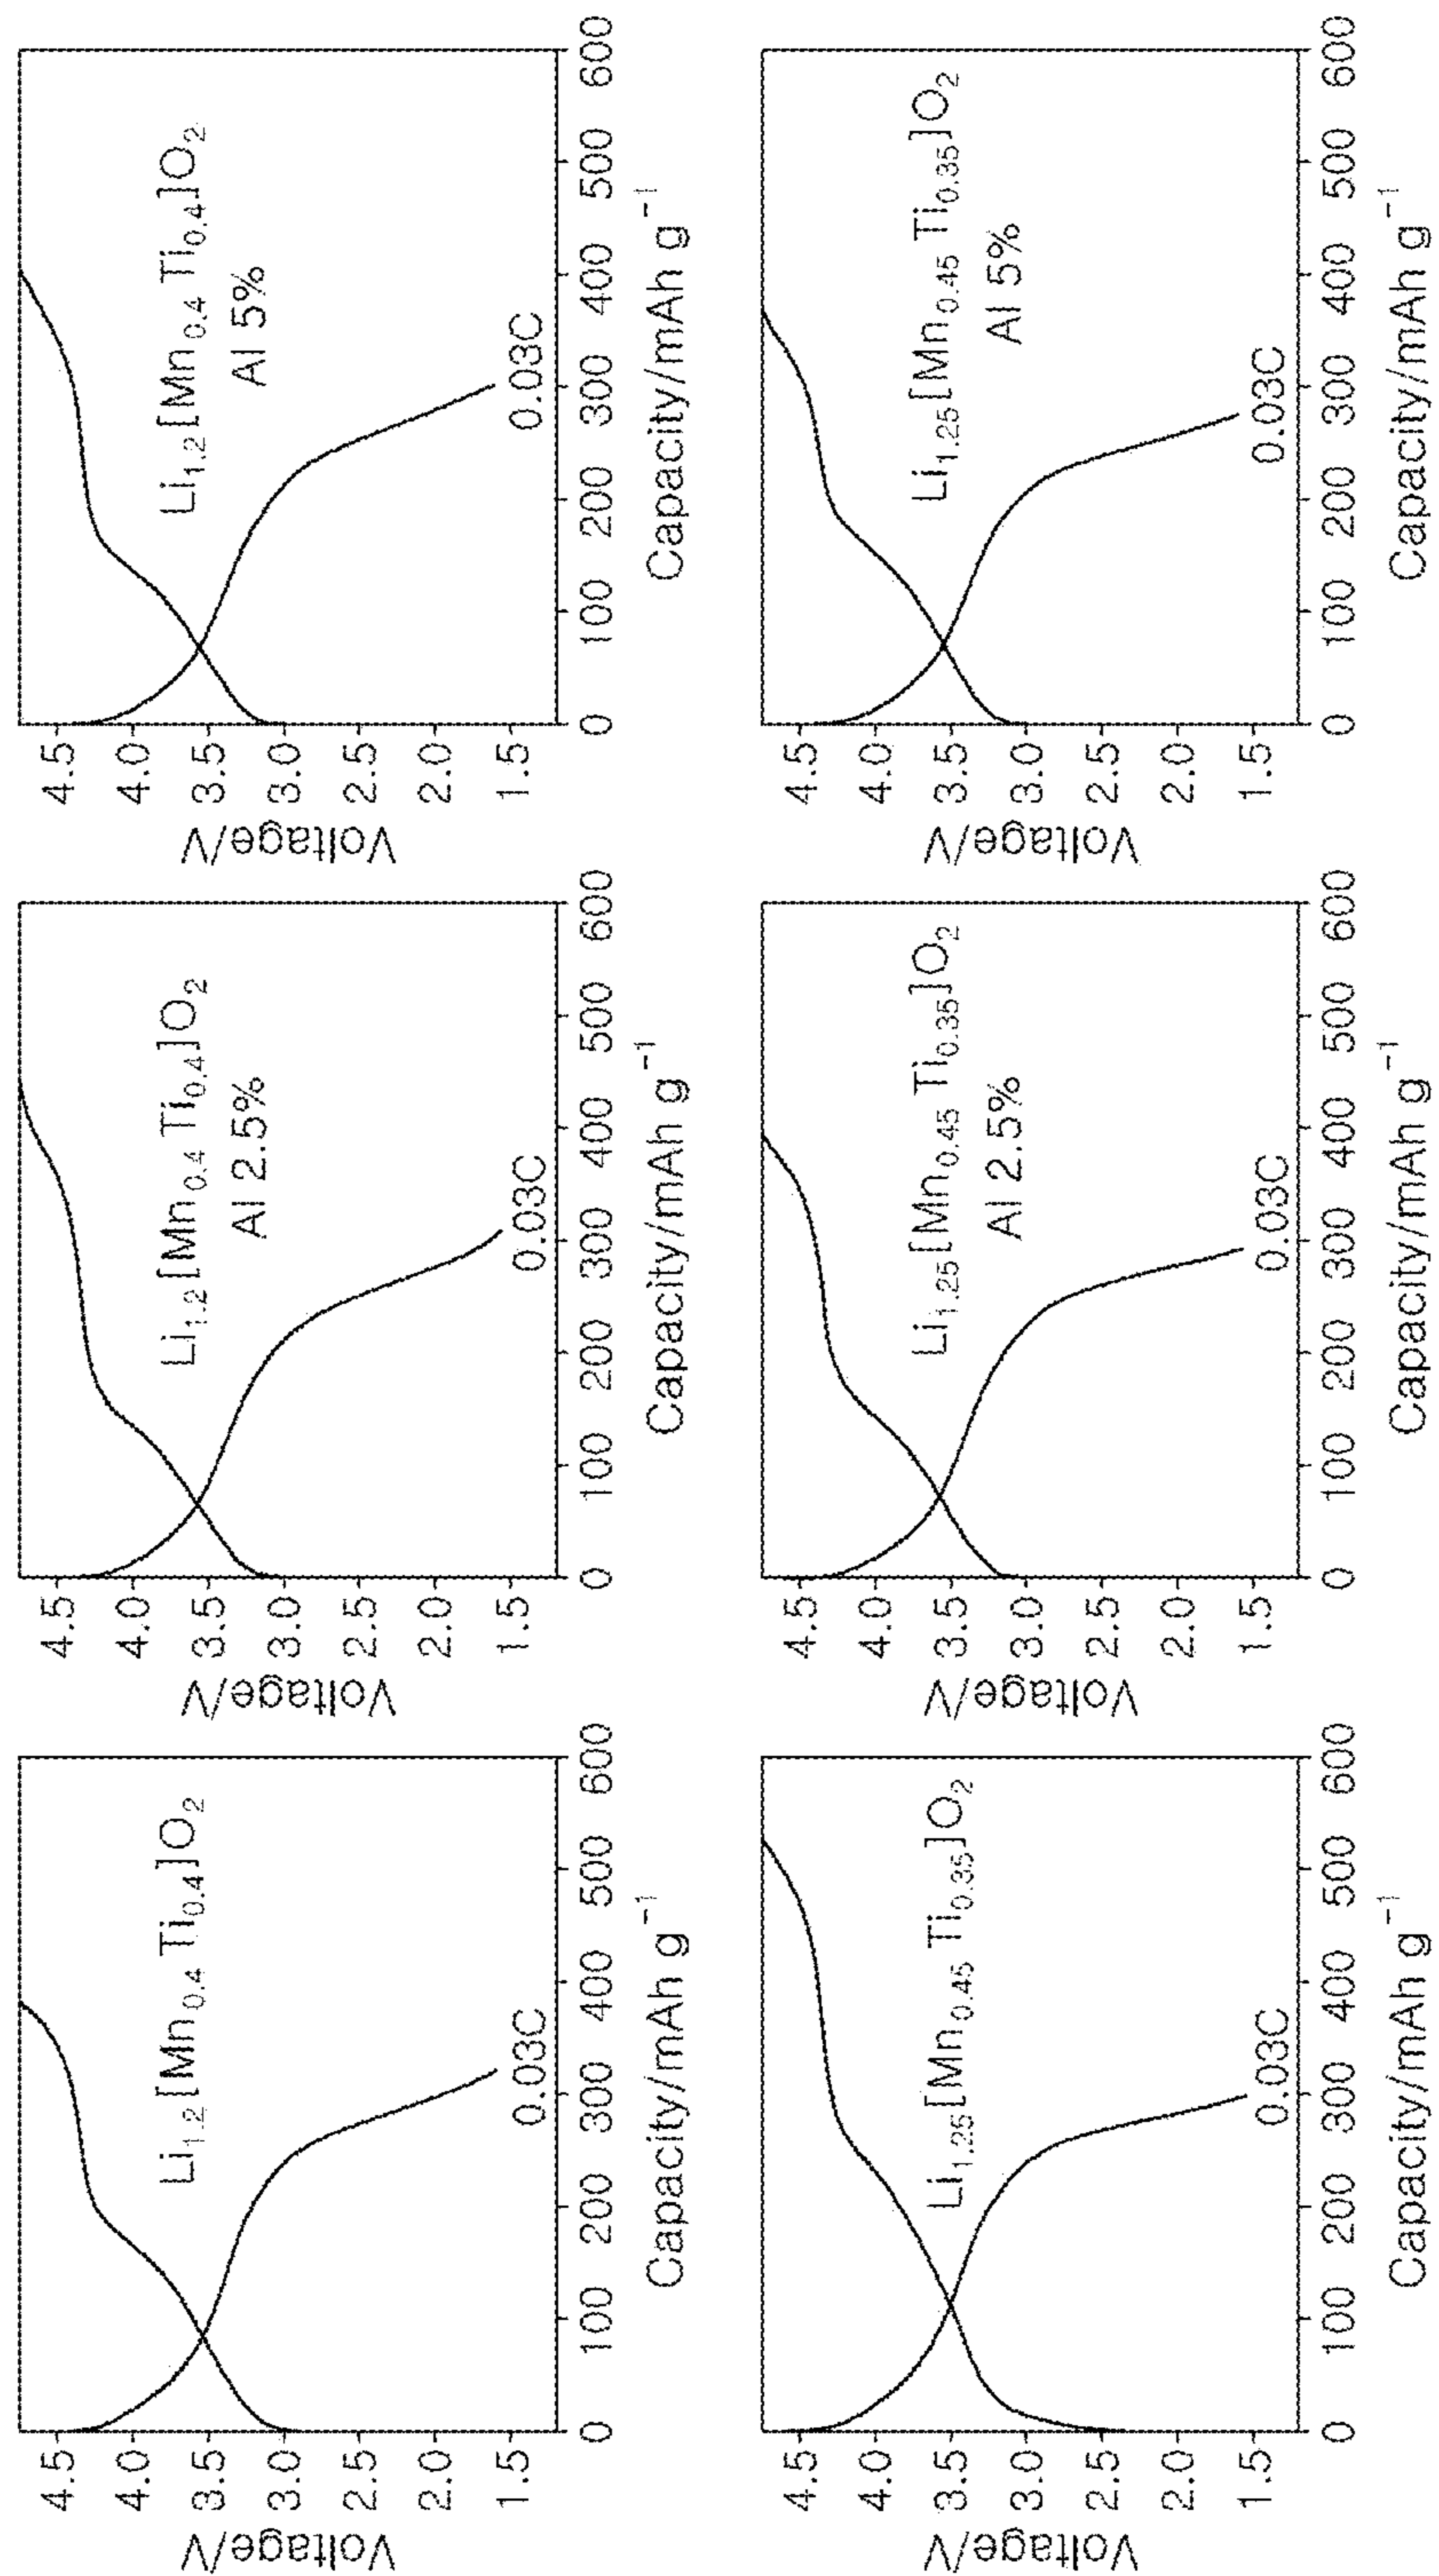 Voltage/V
4.5
4.0
3.5
3.0
2.5
2.0
1.5
Li1.2[Mn0.4 Ti0.4]O2
0.03C
0 100 200 300 400 500 600
Capacity/mAh g−1
Voltage/V
4.5
4.0
3.5
3.0
2.5
2.0
1.5
Li1.2[Mn0.4 Ti0.4]O2
Al 2.5%
0.03C
0 100 200 300 400 500 600
Capacity/mAh g−1
Voltage/V
4.5
4.0
3.5
3.0
2.5
2.0
1.5
Li1.2[Mn0.4 Ti0.4]O2
Al 5%
0.03C
0 100 200 300 400 500 600
Capacity/mAh g−1
Voltage/V
4.5
4.0
3.5
3.0
2.5
2.0
1.5
Li1.25[Mn0.45 Ti0.35]O2
0.03C
0 100 200 300 400 500 600
Capacity/mAh g−1
Voltage/V
4.5
4.0
3.5
3.0
2.5
2.0
1.5
Li1.25[Mn0.45 Ti0.35]O2
Al 2.5%
0.03C
0 100 200 300 400 500 600
Capacity/mAh g−1
Voltage/V
4.5
4.0
3.5
3.0
2.5
2.0
1.5
Li1.25[Mn0.45 Ti0.35]O2
Al 5%
0.03C
0 100 200 300 400 500 600
Capacity/mAh g−1